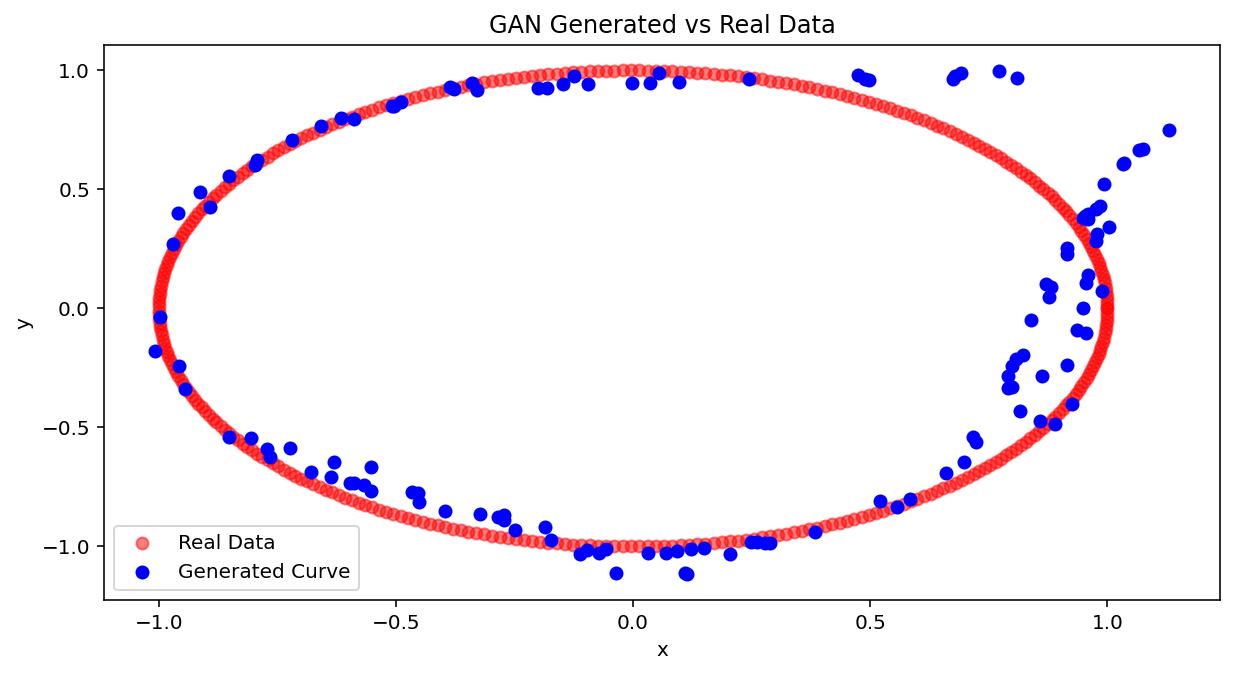 GAN Generated vs Real Data
1.0
0.5
0.0
−0.5
−1.0
y
Real Data
Generated Curve
−1.0 −0.5 0.0 0.5 1.0
x